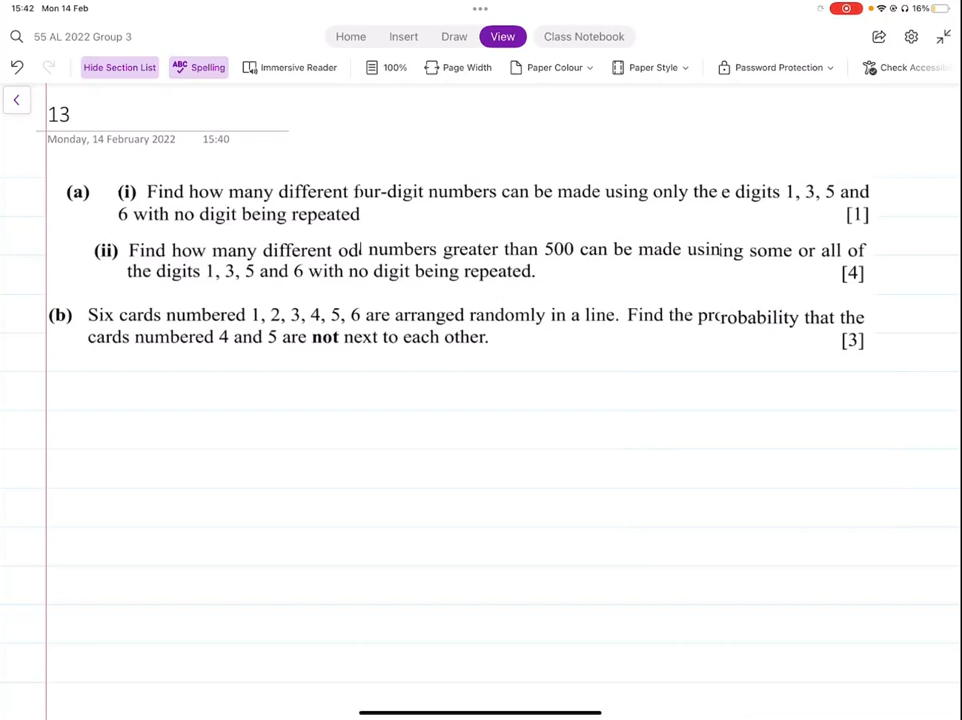 15:42 Mon 14 Feb
16%
55 AL 2022 Group 3
Home Insert Draw View Class Notebook
Hide Section List
ABC Spelling
Immersive Reader
100%
Page Width
Paper Colour
Paper Style
Password Protection
Check Accessib
13
Monday, 14 February 2022 15:40
(a) (i) Find how many different four-digit numbers can be made using only the e digits 1, 3, 5 and
6 with no digit being repeated [1]
(ii) Find how many different odd numbers greater than 500 can be made using some or all of
the digits 1, 3, 5 and 6 with no digit being repeated. [4]
(b) Six cards numbered 1, 2, 3, 4, 5, 6 are arranged randomly in a line. Find the probability that the
cards numbered 4 and 5 are not next to each other. [3]